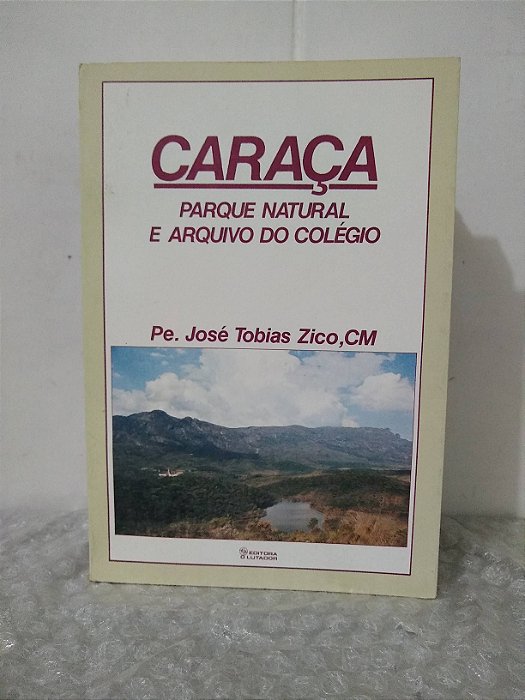 CARAÇA
PARQUE NATURAL
E ARQUIVO DO COLÉGIO
Pe. José Tobias Zico,CM
EDITORA
O LUTADOR